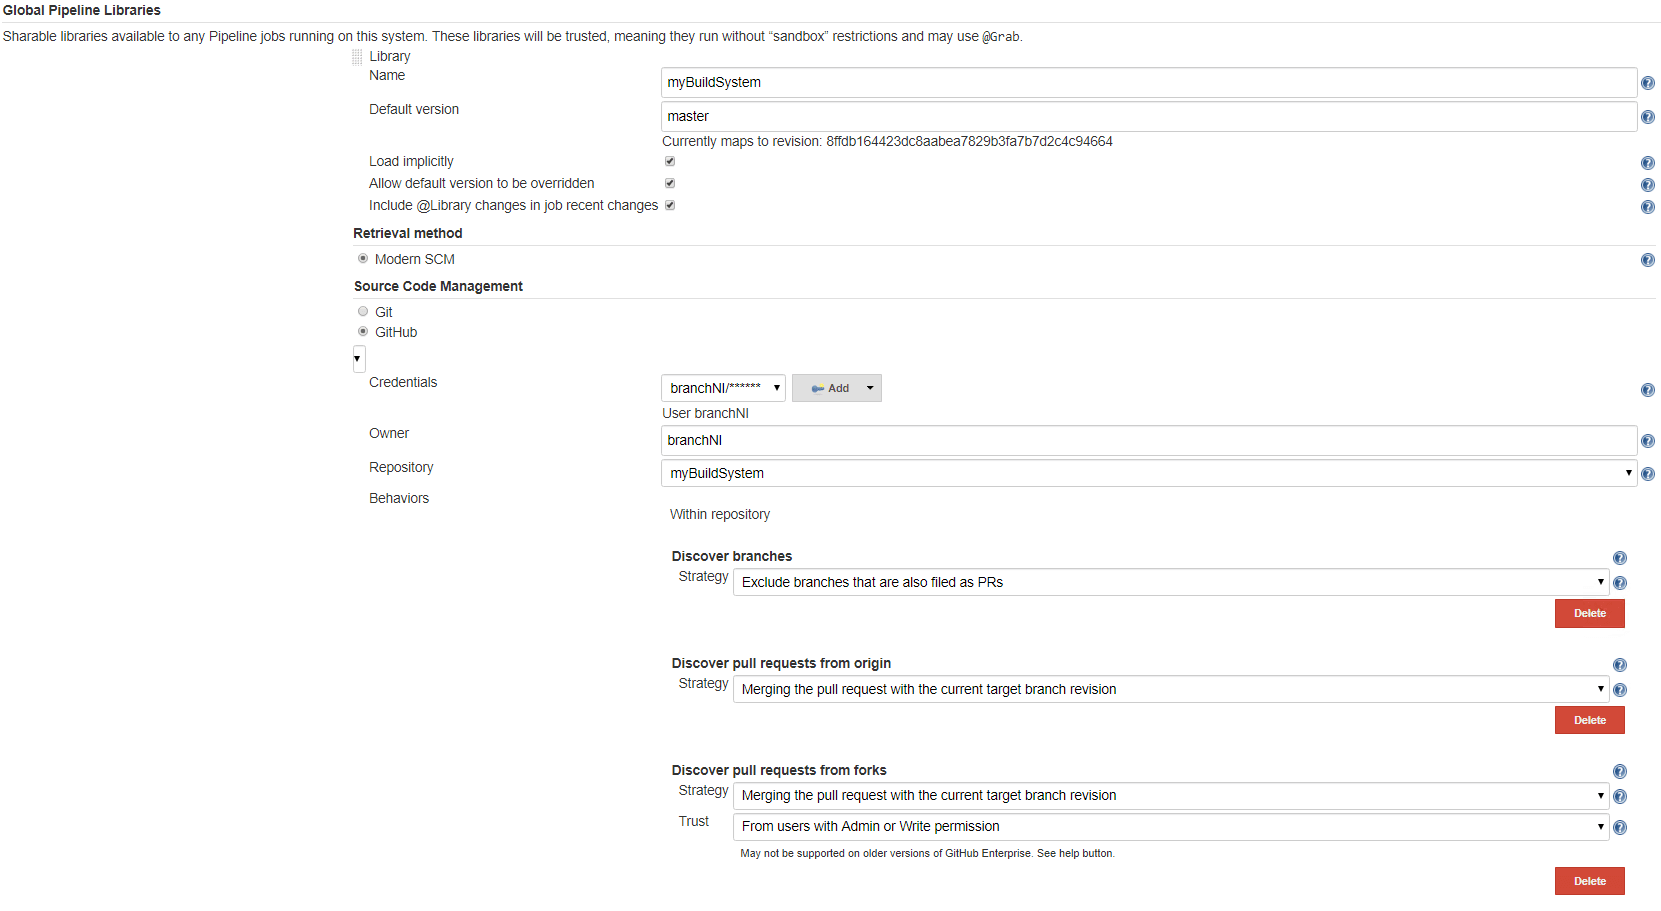 Global Pipeline Libraries
Sharable libraries available to any Pipeline jobs running on this system. These libraries will be trusted, meaning they run without “sandbox” restrictions and may use @Grab.
Library
Name
myBuildSystem
Default version
master
Currently maps to revision: 8ffdb164423dc8aabea7829b3fa7b7d2c4c94664
Load implicitly
Allow default version to be overridden
Include @Library changes in job recent changes
Retrieval method
Modern SCM
Source Code Management
Git
GitHub
Credentials
branchNI/******
Add
User branchNI
Owner
branchNI
Repository
myBuildSystem
Behaviors
Within repository
Discover branches
Strategy
Exclude branches that are also filed as PRs
Delete
Discover pull requests from origin
Strategy
Merging the pull request with the current target branch revision
Delete
Discover pull requests from forks
Strategy
Merging the pull request with the current target branch revision
Trust
From users with Admin or Write permission
May not be supported on older versions of GitHub Enterprise. See help button.
Delete